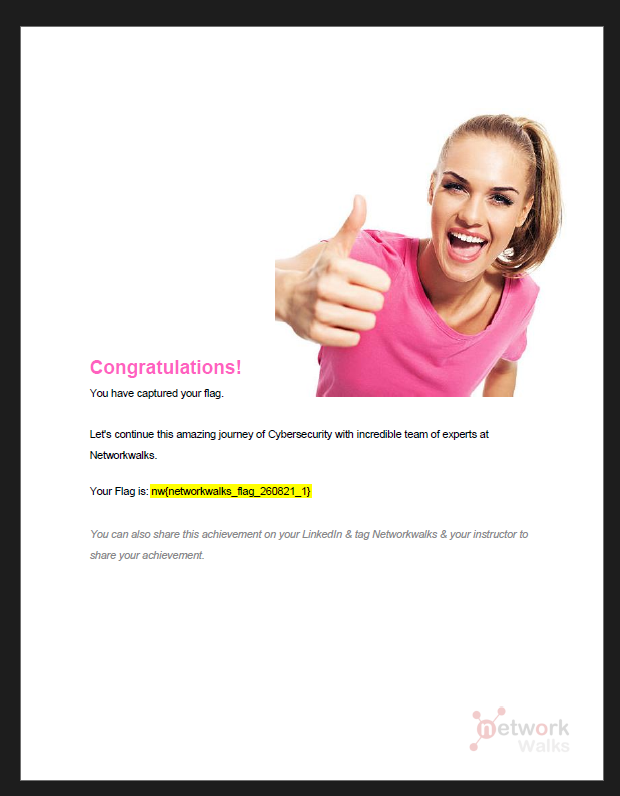 Congratulations!
You have captured your flag.
Let's continue this amazing journey of Cybersecurity with incredible team of experts at
Networkwalks.
Your Flag is: nw{networkwalks_flag_260821_1}
You can also share this achievement on your LinkedIn & tag Networkwalks & your instructor to
share your achievement.
network
Walks